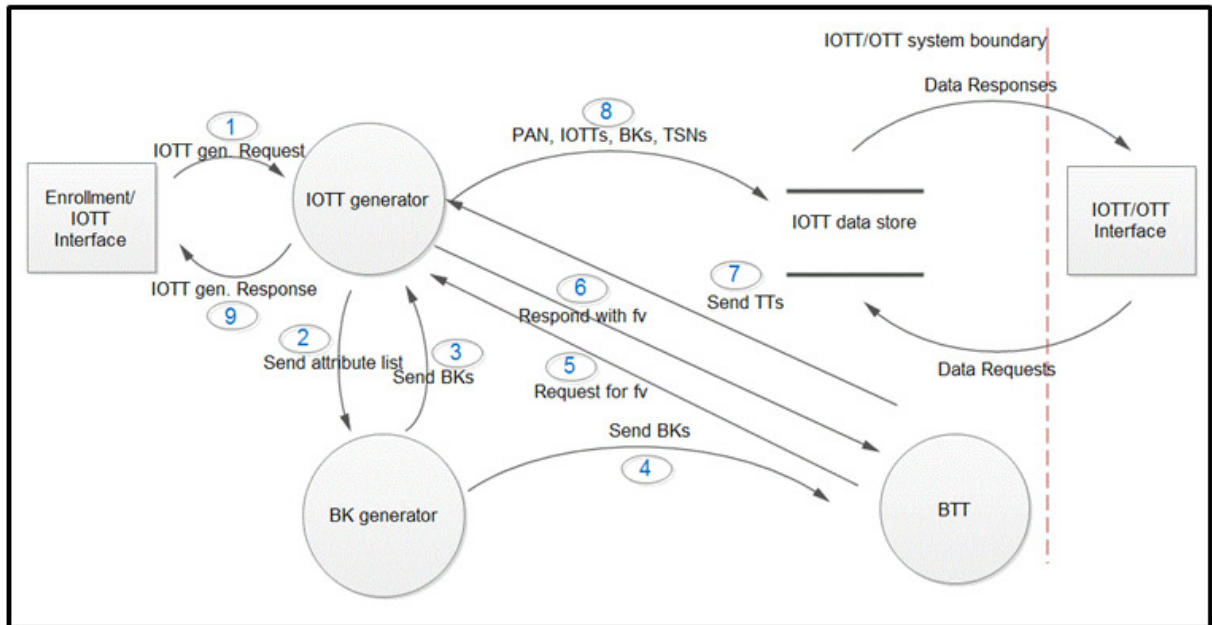 IOTT/OTT system boundary
Data Responses
8
PAN, IOTTs, BKs, TSNs
1
IOTT gen. Request
Enrollment/
IOTT
Interface
IOTT generator
IOTT data store
IOTT/OTT
Interface
IOTT gen. Response
9
7
Send TTs
6
Respond with fv
2
Send attribute list
3
Send BKs
5
Request for fv
Data Requests
Send BKs
4
BK generator
BTT